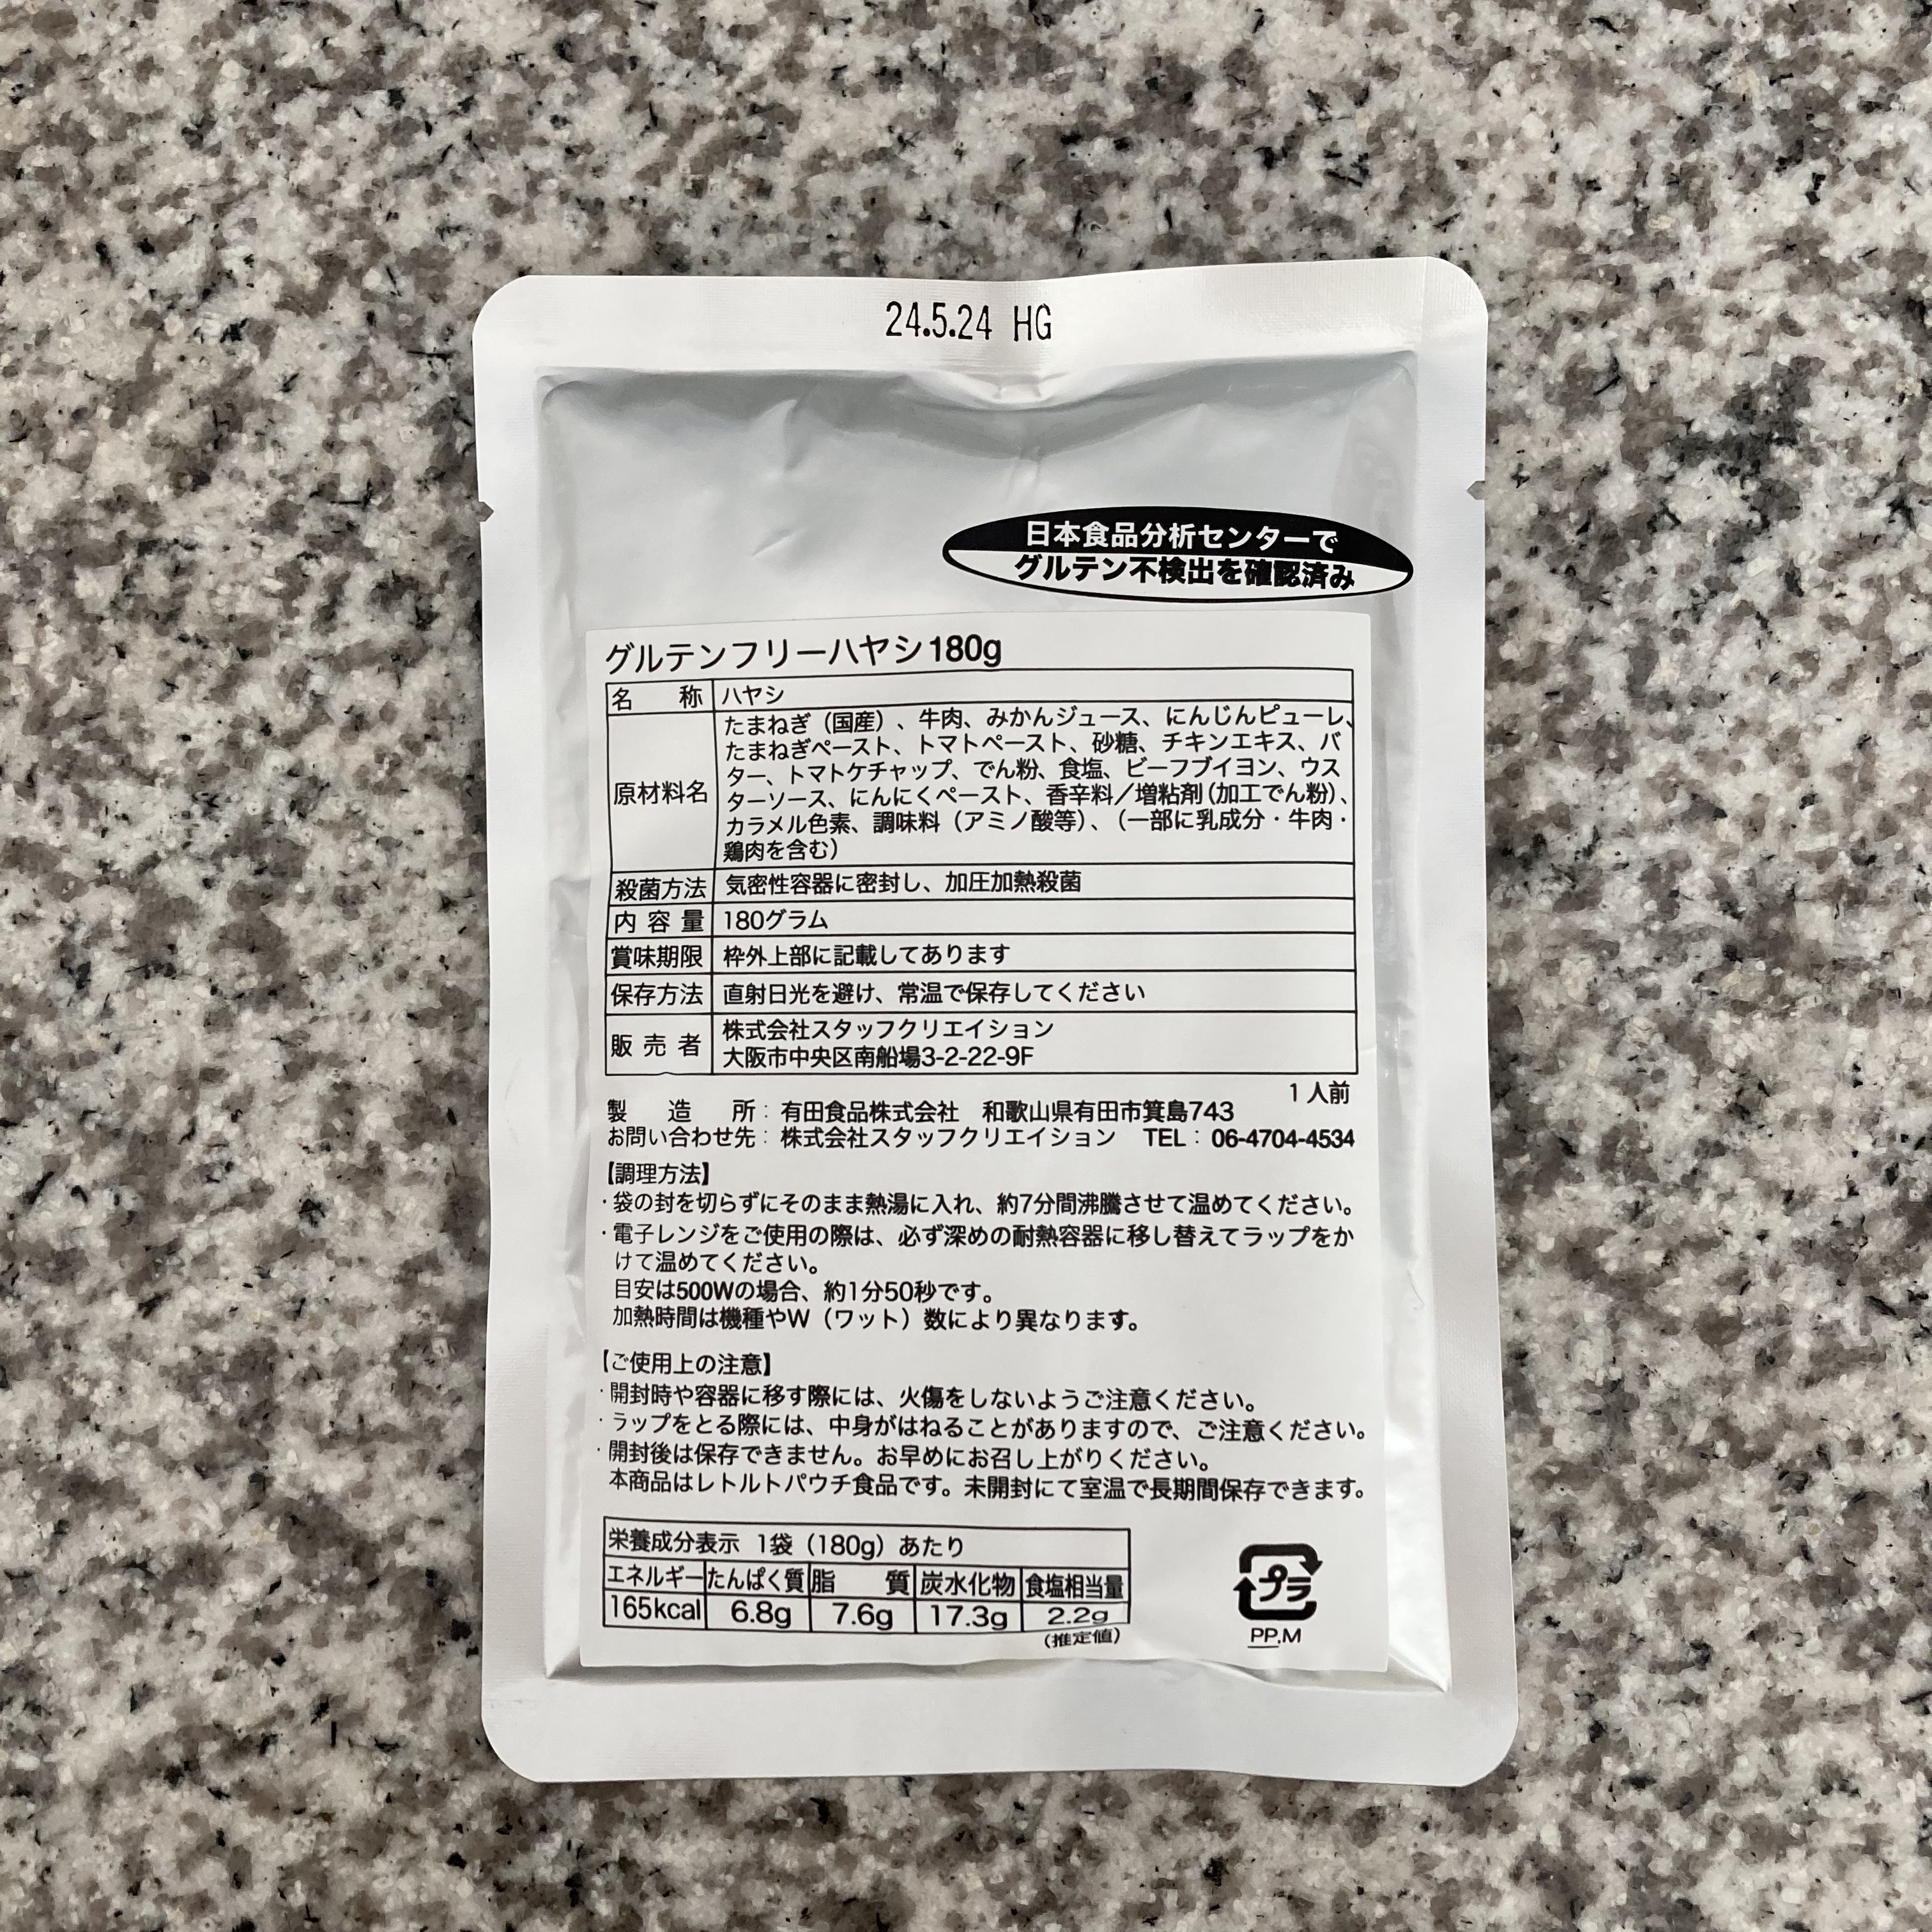 24.5.24 HG
日本食品分析センターで
グルテン不検出を確認済み
グルテンフリーハヤシ180g
名 称 ハヤシ
原材料名 たまねぎ（国産）、牛肉、みかんジュース、にんじんピューレ、
たまねぎペースト、トマトペースト、砂糖、チキンエキス、バ
ター、トマトケチャップ、でん粉、食塩、ビーフブイヨン、ウス
ターソース、にんにくペースト、香辛料／増粘剤（加工でん粉）、
カラメル色素、調味料（アミノ酸等）、（一部に乳成分・牛肉・
鶏肉を含む）
殺菌方法 気密性容器に密封し、加圧加熱殺菌
内容量 180グラム
賞味期限 枠外上部に記載してあります
保存方法 直射日光を避け、常温で保存してください
販売者 株式会社スタッフクリエイション
大阪市中央区南船場3-2-22-9F
1人前
製造所：有田食品株式会社 和歌山県有田市箕島743
お問い合わせ先：株式会社スタッフクリエイション TEL：06-4704-4534
【調理方法】
・袋の封を切らずにそのまま熱湯に入れ、約7分間沸騰させて温めてください。
・電子レンジをご使用の際は、必ず深めの耐熱容器に移し替えてラップをか
けて温めてください。
目安は500Wの場合、約1分50秒です。
加熱時間は機種やW（ワット）数により異なります。
【ご使用上の注意】
・開封時や容器に移す際には、火傷をしないようご注意ください。
・ラップをとる際には、中身がはねることがありますので、ご注意ください。
・開封後は保存できません。お早めにお召し上がりください。
本商品はレトルトパウチ食品です。未開封にて室温で長期間保存できます。
栄養成分表示 1袋（180g）あたり
エネルギー たんぱく質 脂質 炭水化物 食塩相当量
165kcal 6.8g 7.6g 17.3g 2.2g
（推定値）
プラ
PP,M